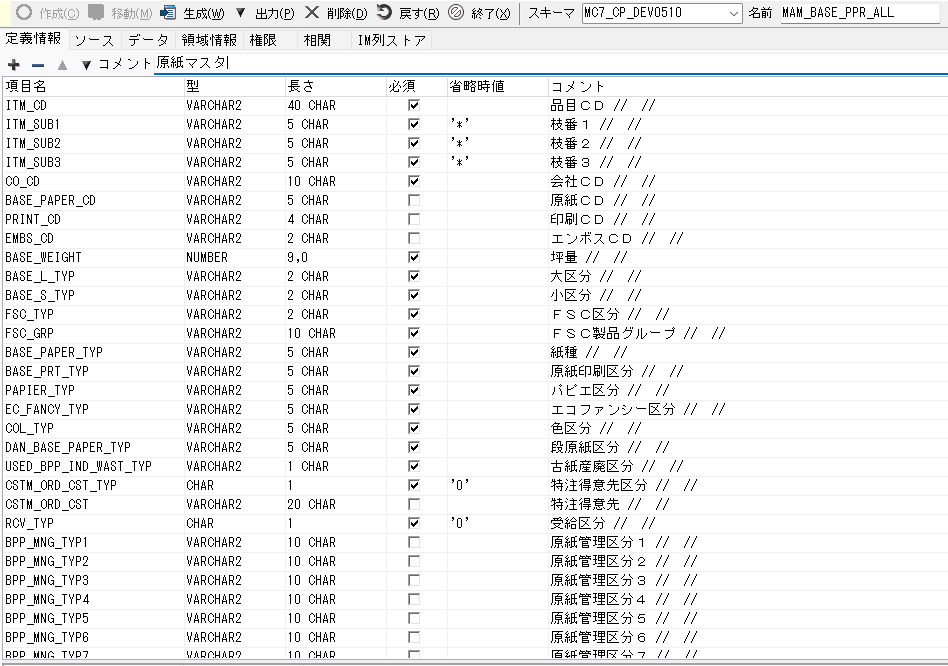 作成(C) 移動(M) 生成(W) ▼ 出力(P) 削除(D) 戻す(R) 終了(X) スキーマ MC7_CP_DEV0510 名前 MAM_BASE_PPR_ALL
定義情報 ソース データ 領域情報 権限 相関 IM列ストア
コメント 原紙マスタ
項目名 型 長さ 必須 省略時値 コメント
ITM_CD VARCHAR2 40 CHAR 品目ＣＤ // //
ITM_SUB1 VARCHAR2 5 CHAR '*' 枝番１ // //
ITM_SUB2 VARCHAR2 5 CHAR '*' 枝番２ // //
ITM_SUB3 VARCHAR2 5 CHAR '*' 枝番３ // //
CO_CD VARCHAR2 10 CHAR 会社ＣＤ // //
BASE_PAPER_CD VARCHAR2 5 CHAR 原紙ＣＤ // //
PRINT_CD VARCHAR2 4 CHAR 印刷ＣＤ // //
EMBS_CD VARCHAR2 2 CHAR エンボスＣＤ // //
BASE_WEIGHT NUMBER 9,0 坪量 // //
BASE_L_TYP VARCHAR2 2 CHAR 大区分 // //
BASE_S_TYP VARCHAR2 2 CHAR 小区分 // //
FSC_TYP VARCHAR2 2 CHAR ＦＳＣ区分 // //
FSC_GRP VARCHAR2 10 CHAR ＦＳＣ製品グループ // //
BASE_PAPER_TYP VARCHAR2 5 CHAR 紙種 // //
BASE_PRT_TYP VARCHAR2 5 CHAR 原紙印刷区分 // //
PAPIER_TYP VARCHAR2 5 CHAR パピエ区分 // //
EC_FANCY_TYP VARCHAR2 5 CHAR エコファンシー区分 // //
COL_TYP VARCHAR2 5 CHAR 色区分 // //
DAN_BASE_PAPER_TYP VARCHAR2 5 CHAR 段原紙区分 // //
USED_BPP_IND_WAST_TYP VARCHAR2 1 CHAR 古紙産廃区分 // //
CSTM_ORD_CST_TYP CHAR 1 '0' 特注得意先区分 // //
CSTM_ORD_CST VARCHAR2 20 CHAR 特注得意先 // //
RCV_TYP CHAR 1 '0' 受給区分 // //
BPP_MNG_TYP1 VARCHAR2 10 CHAR 原紙管理区分１ // //
BPP_MNG_TYP2 VARCHAR2 10 CHAR 原紙管理区分２ // //
BPP_MNG_TYP3 VARCHAR2 10 CHAR 原紙管理区分３ // //
BPP_MNG_TYP4 VARCHAR2 10 CHAR 原紙管理区分４ // //
BPP_MNG_TYP5 VARCHAR2 10 CHAR 原紙管理区分５ // //
BPP_MNG_TYP6 VARCHAR2 10 CHAR 原紙管理区分６ // //
BPP_MNG_TYP7 VARCHAR2 10 CHAR 原紙管理区分７ // //